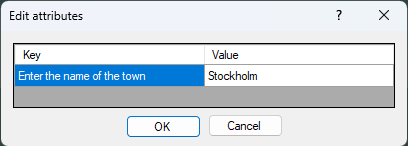 Edit attributes ?
Key Value
Enter the name of the town Stockholm
OK Cancel